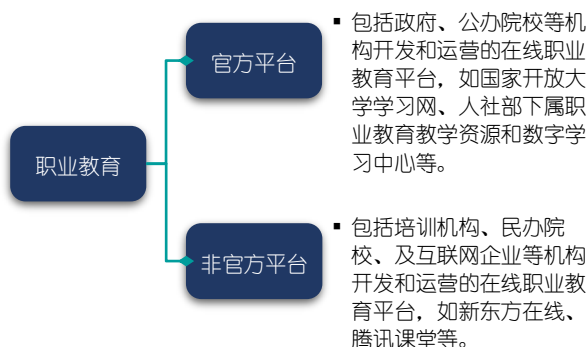 职业教育
官方平台
▪ 包括政府、公办院校等机
构开发和运营的在线职业
教育平台，如国家开放大
学学习网、人社部下属职
业教育教学资源和数字学
习中心等。
非官方平台
▪ 包括培训机构、民办院
校、及互联网企业等机构
开发和运营的在线职业教
育平台，如新东方在线、
腾讯课堂等。